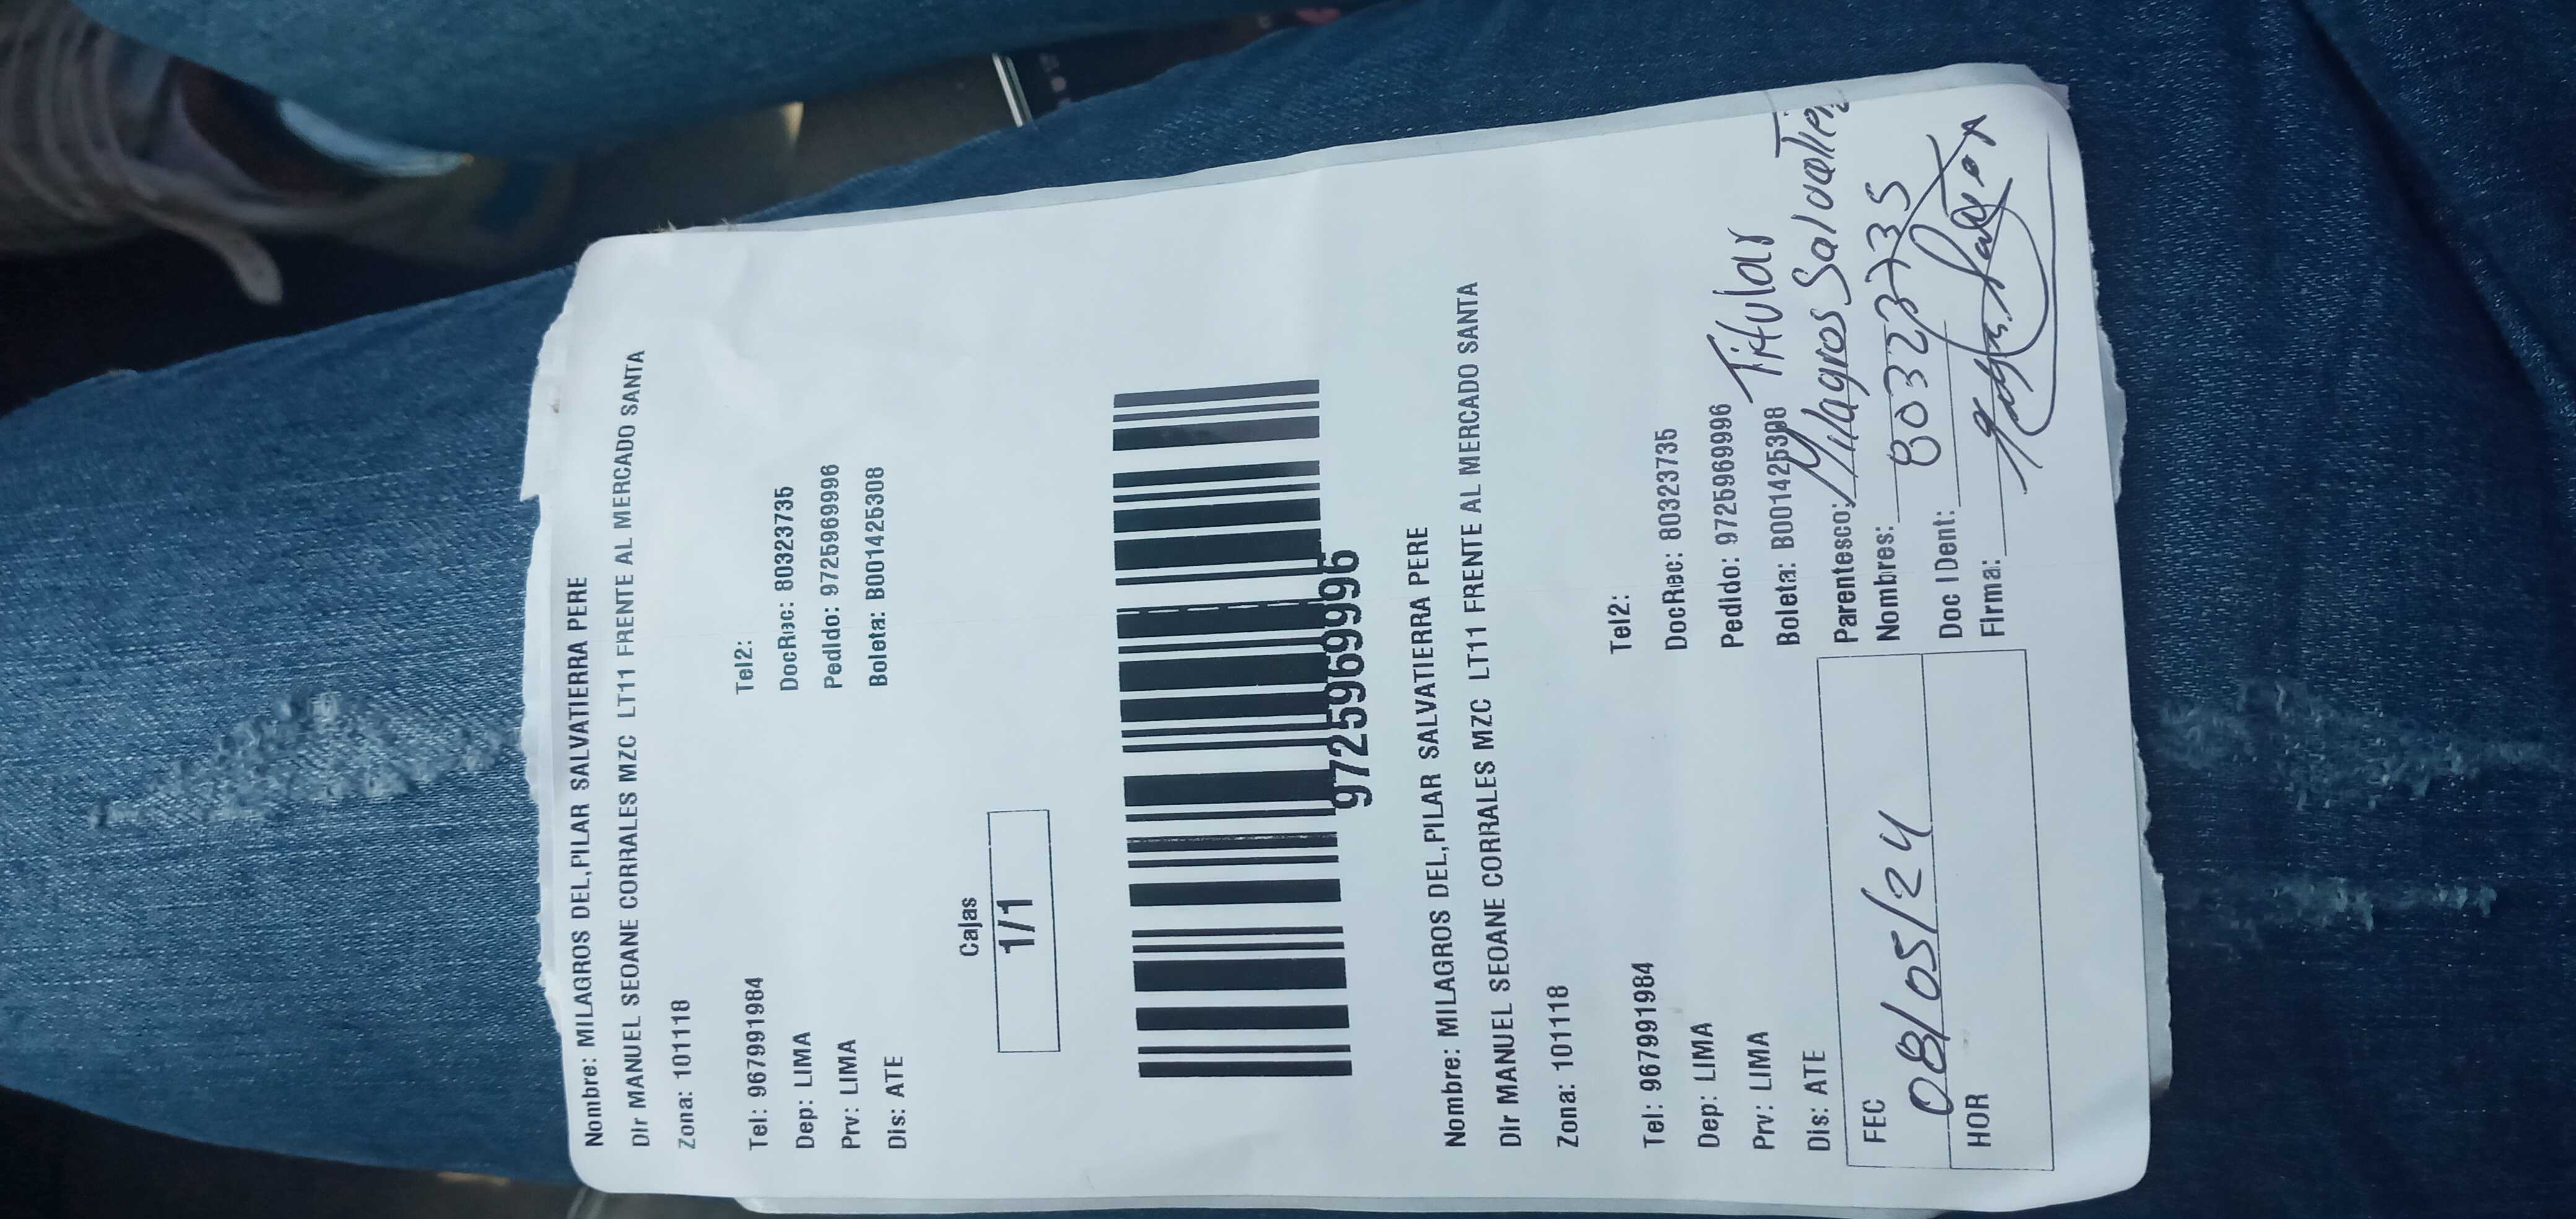 Nombre: MILAGROS DEL,PILAR SALVATIERRA PERE
Dir MANUEL SEOANE CORRALES MZC LT11 FRENTE AL MERCADO SANTA
Zona: 101118
Tel: 967991984 Tel2:
Dep: LIMA DocRec: 80323735
Prv: LIMA Pedido: 97259699996
Dis: ATE Boleta: B001425308
Cajas
1/1
97259699996
Nombre: MILAGROS DEL,PILAR SALVATIERRA PERE
Dir MANUEL SEOANE CORRALES MZC LT11 FRENTE AL MERCADO SANTA
Zona: 101118
Tel: 967991984 Tel2:
Dep: LIMA DocRec: 80323735
Prv: LIMA Pedido: 97259699996
Dis: ATE Boleta: B001425308
Parentesco: Titular
FEC 08/05/24 Nombres: Milagros Salvatier
HOR Doc IDent: 80323735
Firma: